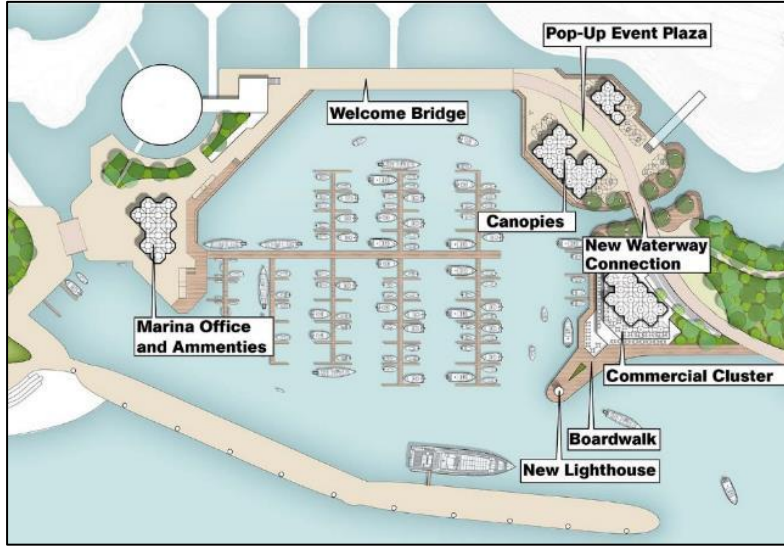 Pop-Up Event Plaza
Welcome Bridge
Canopies
New Waterway
Connection
Marina Office
and Ammenties
Commercial Cluster
Boardwalk
New Lighthouse